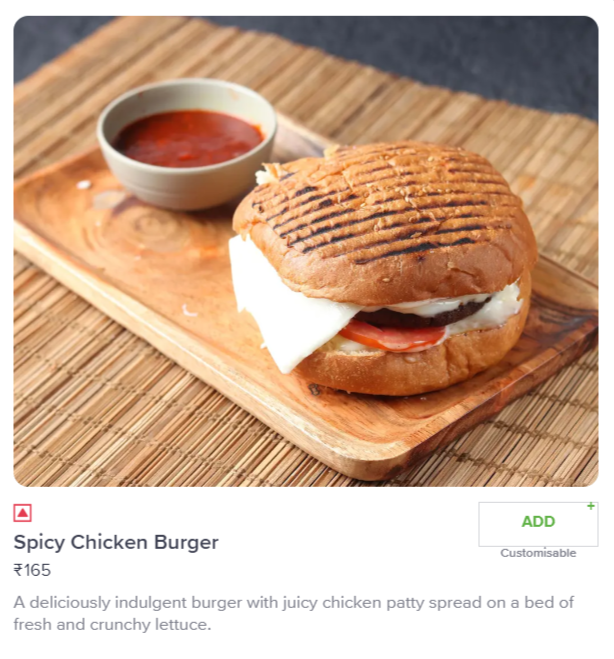 Spicy Chicken Burger
₹165
A deliciously indulgent burger with juicy chicken patty spread on a bed of
fresh and crunchy lettuce.
ADD +
Customisable